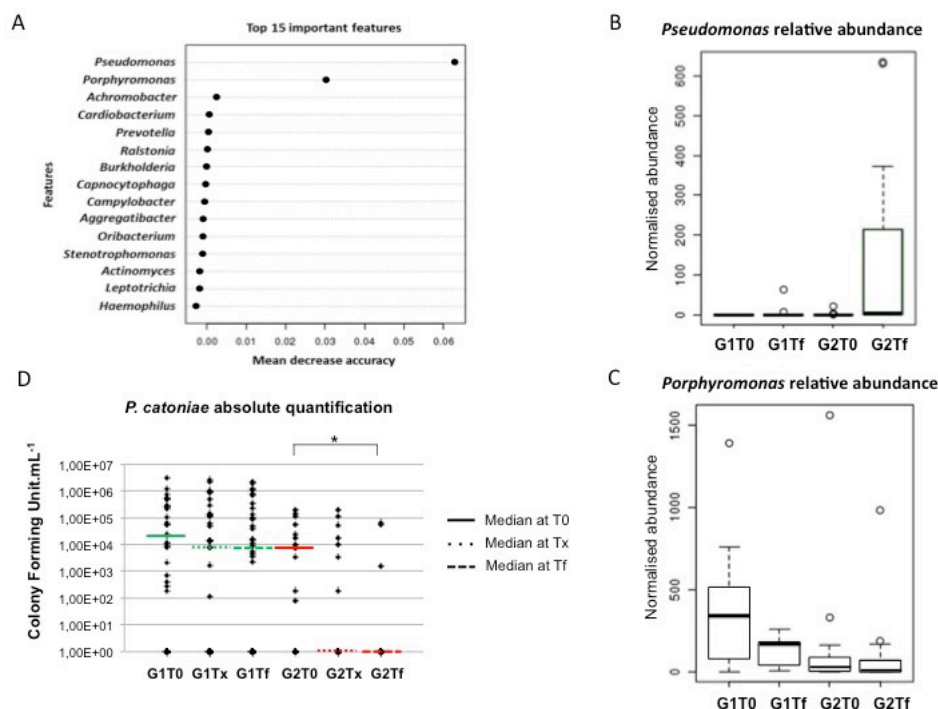 A
Top 15 important features
Features
Pseudomonas
Porphyromonas
Achromobacter
Cardiobacterium
Prevotelia
Ralstonia
Burkholderia
Capnocytophaga
Campylobacter
Aggregatibacter
Oribacterium
Stenotrophomonas
Actinomyces
Leptotrichia
Haemophilus
0.00 0.01 0.02 0.03 0.04 0.05 0.06
Mean decrease accuracy
B
Pseudomonas relative abundance
Normalised abundance
600
500
400
300
200
100
0
G1T0 G1Tf G2T0 G2Tf
C
Porphyromonas relative abundance
Normalised abundance
1500
1000
500
0
G1T0 G1Tf G2T0 G2Tf
D
P. catoniae absolute quantification
*
Colony Forming Unit.mL-1
1,00E+07
1,00E+06
1,00E+05
1,00E+04
1,00E+03
1,00E+02
1,00E+01
1,00E+00
G1T0 G1Tx G1Tf G2T0 G2Tx G2Tf
Median at T0
Median at Tx
Median at Tf